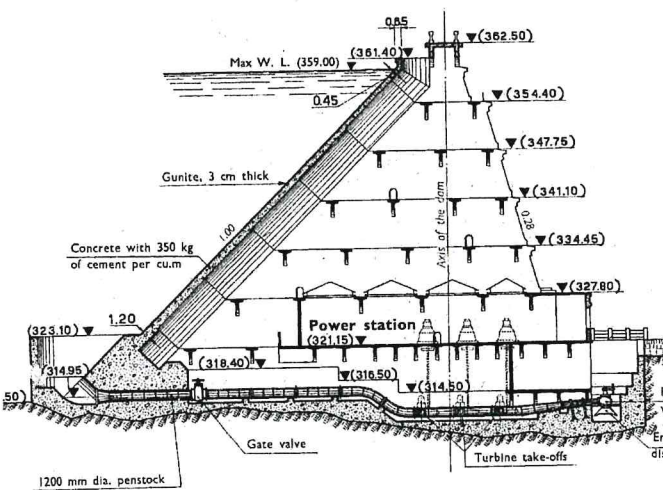 0.65
(362.50)
Max W. L. (359.00)
(361.40)
0.45
(354.40)
(347.75)
Gunite, 3 cm thick
(341.10)
Axis of the dam
0.28
1.00
(334.45)
Concrete with 350 kg
of cement per cu.m
(327.80)
1.20
(323.10)
Power station
(321.15)
(318.40)
(316.50)
(314.95)
(314.50)
.50)
Gate valve
Turbine take-offs
1200 mm dia. penstock